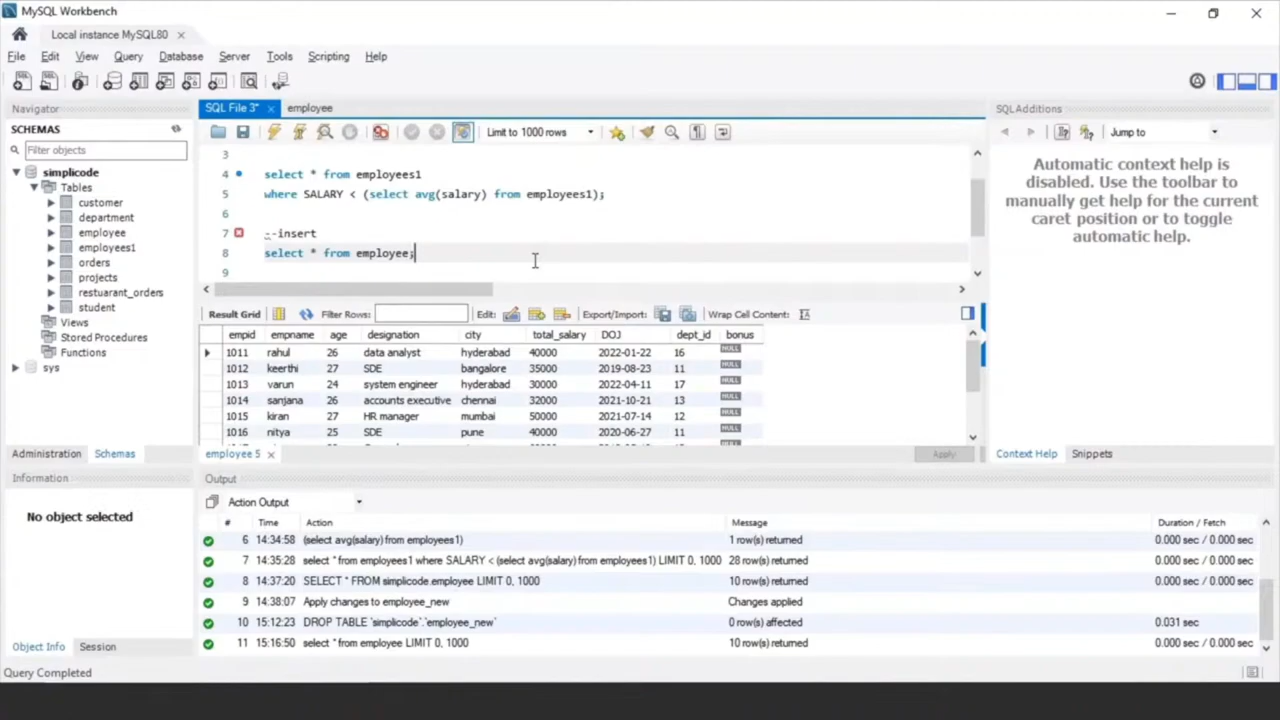 MySQL Workbench
Local instance MySQL80
File Edit View Query Database Server Tools Scripting Help
Navigator
SCHEMAS
Filter objects
simplicode
Tables
customer
department
employee
employees1
orders
projects
restuarant_orders
student
Views
Stored Procedures
Functions
sys
Administration Schemas
Information
No object selected
Object Info Session
SQL File 3* employee
Limit to 1000 rows
3
4 select * from employees1
5 where SALARY < (select avg(salary) from employees1);
6
7 --insert
8 select * from employee;
9
Result Grid Filter Rows: Edit: Export/Import: Wrap Cell Content:
empid empname age designation city total_salary DOJ dept_id bonus
1011 rahul 26 data analyst hyderabad 40000 2022-01-22 16 NULL
1012 keerthi 27 SDE bangalore 35000 2019-08-23 11 NULL
1013 varun 24 system engineer hyderabad 30000 2022-04-11 17 NULL
1014 sanjana 26 accounts executive chennai 32000 2021-10-21 13 NULL
1015 kiran 27 HR manager mumbai 50000 2021-07-14 12 NULL
1016 nitya 25 SDE pune 40000 2020-06-27 11 NULL
employee 5 Apply
SQL Additions
Jump to
Automatic context help is
disabled. Use the toolbar to
manually get help for the current
caret position or to toggle
automatic help.
Context Help Snippets
Output
Action Output
# Time Action Message Duration / Fetch
6 14:34:58 (select avg(salary) from employees1) 1 row(s) returned 0.000 sec / 0.000 sec
7 14:35:28 select * from employees1 where SALARY < (select avg(salary) from employees1) LIMIT 0, 1000 28 row(s) returned 0.000 sec / 0.000 sec
8 14:37:20 SELECT * FROM simplicode.employee LIMIT 0, 1000 10 row(s) returned 0.000 sec / 0.000 sec
9 14:38:07 Apply changes to employee_new Changes applied
10 15:12:23 DROP TABLE `simplicode`.`employee_new` 0 row(s) affected 0.031 sec
11 15:16:50 select * from employee LIMIT 0, 1000 10 row(s) returned 0.000 sec / 0.000 sec
Query Completed